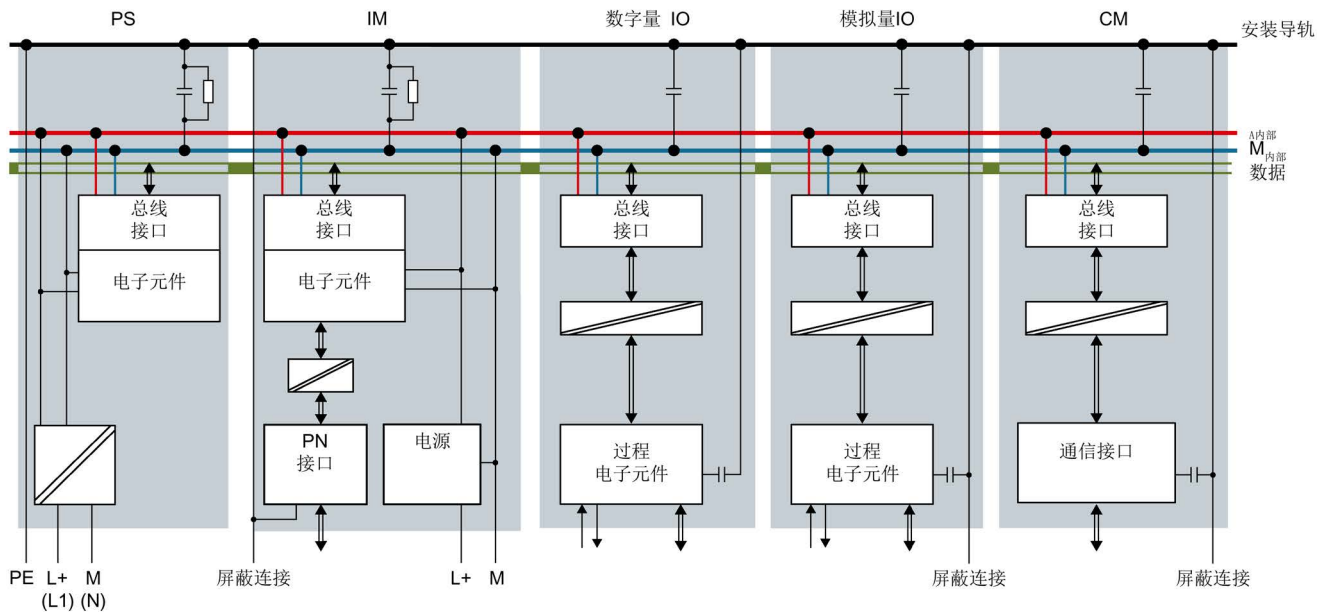 PS
IM
数字量 IO
模拟量IO
CM
安装导轨
A内部
M内部
数据
总线
接口
电子元件
总线
接口
电子元件
总线
接口
总线
接口
总线
接口
PN
接口
电源
过程
电子元件
过程
电子元件
通信接口
PE
L+
(L1)
M
(N)
屏蔽连接
L+
M
屏蔽连接
屏蔽连接